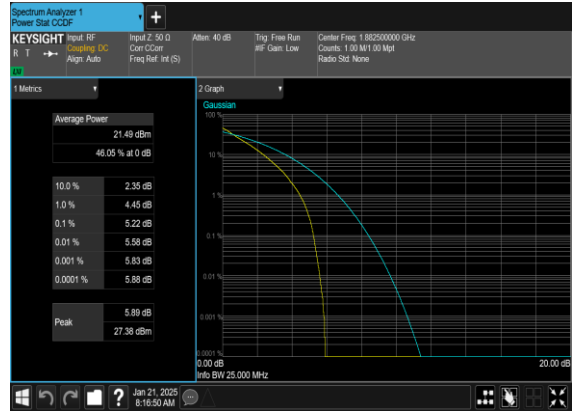 Spectrum Analyzer 1
Power Stat CCDF
KEYSIGHT
R T
Input: RF
Coupling: DC
Align: Auto
Input Z: 50 Ω
Corr CCorr
Freq Ref: Int (S)
Atten: 40 dB
Trig: Free Run
#IF Gain: Low
Center Freq: 1.882500000 GHz
Counts: 1.00 M/1.00 Mpt
Radio Std: None
1 Metrics
Average Power
21.49 dBm
46.05 % at 0 dB
10.0 % 2.35 dB
1.0 % 4.45 dB
0.1 % 5.22 dB
0.01 % 5.58 dB
0.001 % 5.83 dB
0.0001 % 5.88 dB
Peak
5.89 dB
27.38 dBm
2 Graph
Gaussian
100 %
10 %
1 %
0.1 %
0.01 %
0.001 %
0.0001 %
0.00 dB 20.00 dB
Info BW 25.000 MHz
?
Jan 21, 2025
8:16:50 AM